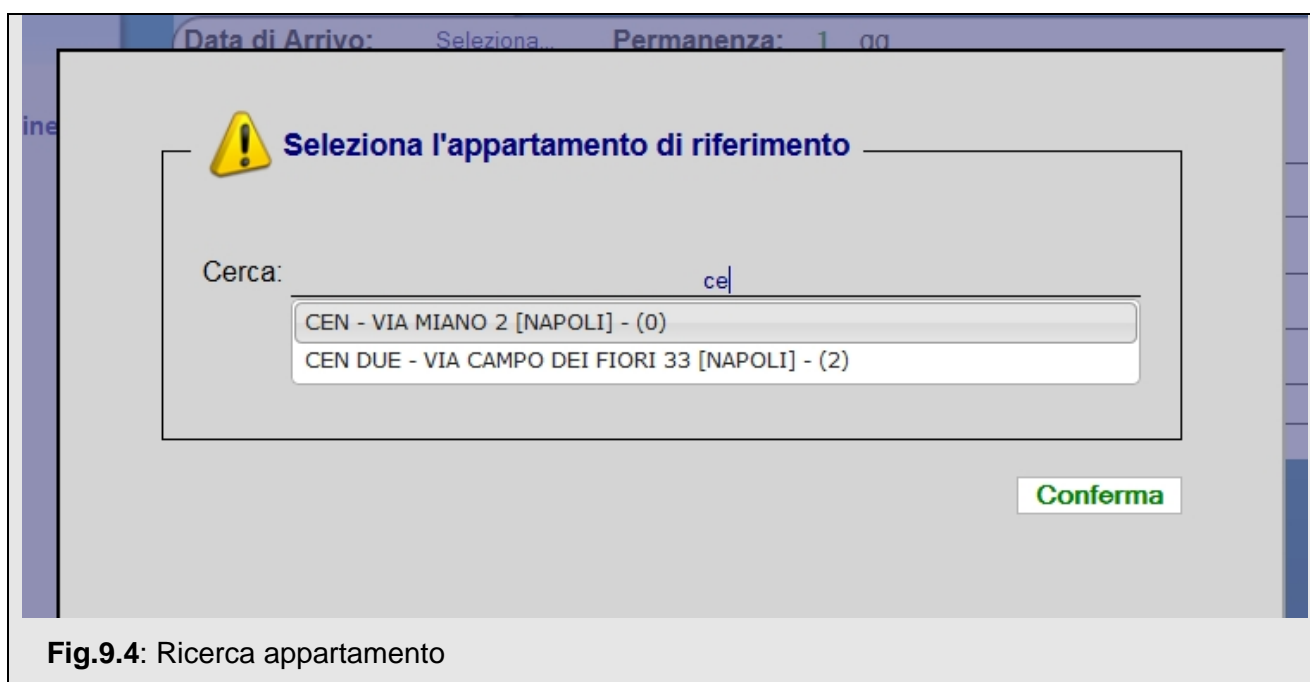 Data di Arrivo: Seleziona... Permanenza: 1 gg
ine
Seleziona l'appartamento di riferimento
Cerca: ce
CEN - VIA MIANO 2 [NAPOLI] - (0)
CEN DUE - VIA CAMPO DEI FIORI 33 [NAPOLI] - (2)
Conferma
Fig.9.4: Ricerca appartamento